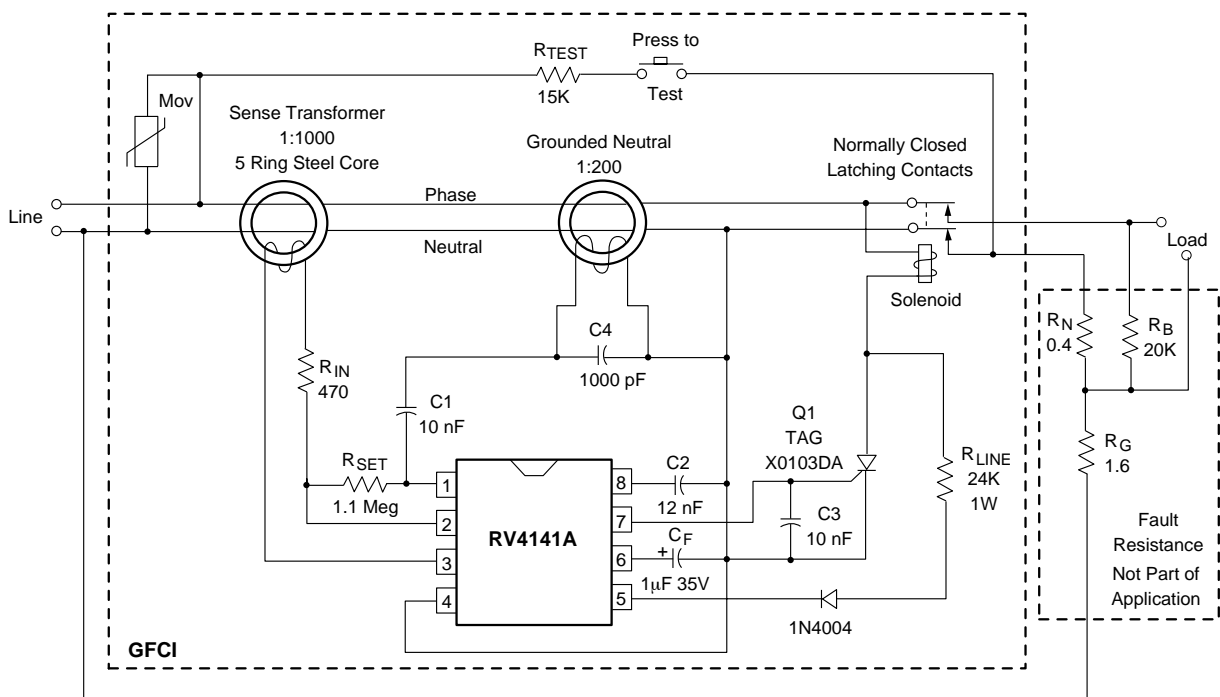 RTEST
15K
Press to
Test
Mov
Sense Transformer
1:1000
5 Ring Steel Core
Grounded Neutral
1:200
Normally Closed
Latching Contacts
Line
Phase
Neutral
Load
Solenoid
RIN
470
C4
1000 pF
RN
0.4
RB
20K
C1
10 nF
Q1
TAG
X0103DA
RG
1.6
RSET
1.1 Meg
RLINE
24K
1W
1
2
3
4
RV4141A
8
7
6
5
C2
12 nF
C3
10 nF
+
CF
1µF 35V
1N4004
Fault
Resistance
Not Part of
Application
GFCI